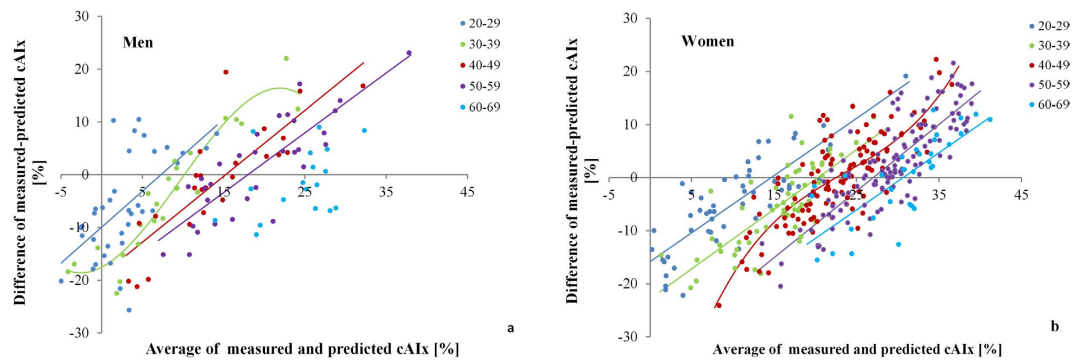 Men
20-29
30-39
40-49
50-59
60-69
30
20
10
0
-10
-20
-30
-5 5 15 25 35 45
Difference of measured-predicted cAIx
[%]
Average of measured and predicted cAIx [%]
a
Women
20-29
30-39
40-49
50-59
60-69
30
20
10
0
-10
-20
-30
5 15 25 35 45
Difference of measured-predicted cAIx
[%]
Average of measured and predicted cAIx [%]
b